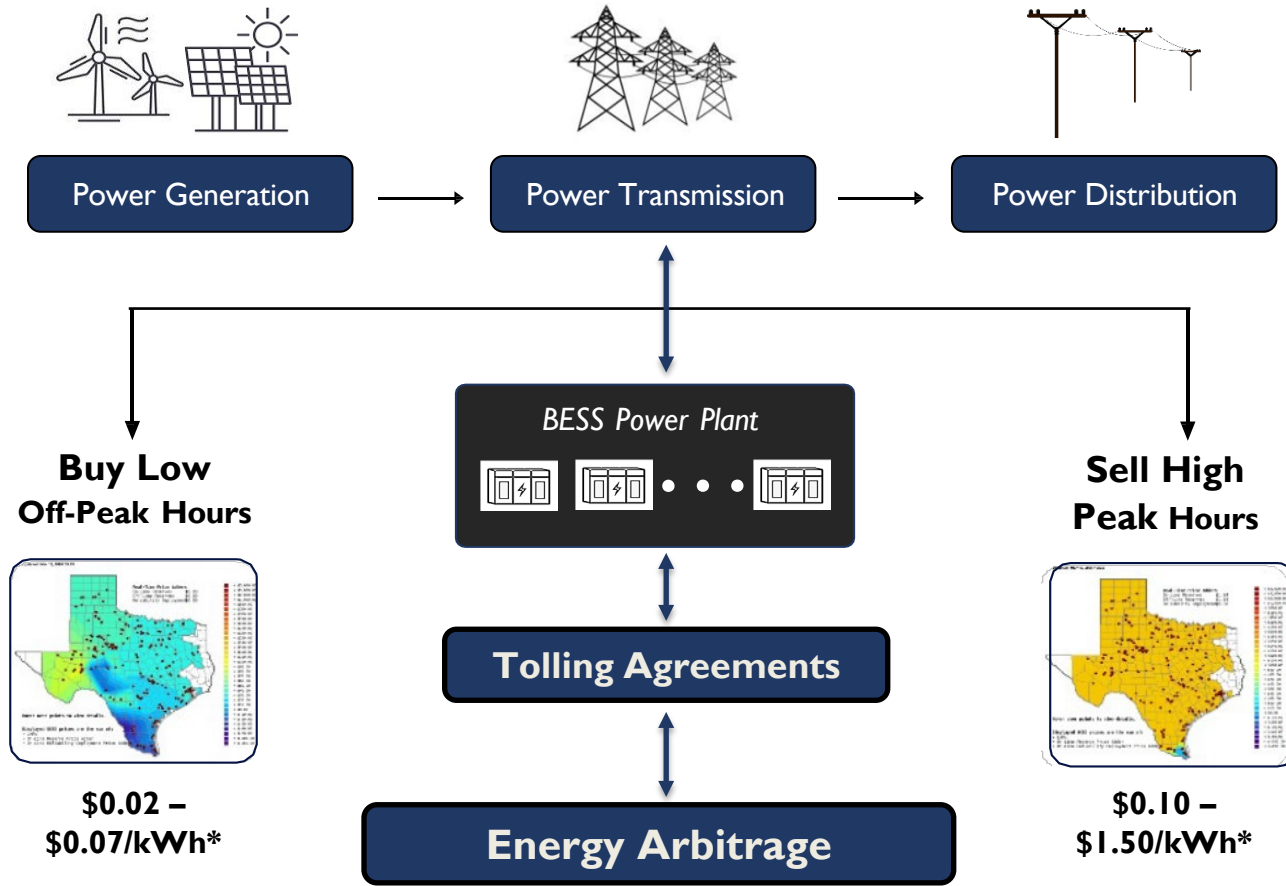 Power Generation
Power Transmission
Power Distribution
BESS Power Plant
Buy Low
Off-Peak Hours
Sell High
Peak Hours
Tolling Agreements
$0.02 –
$0.07/kWh*
$0.10 –
$1.50/kWh*
Energy Arbitrage